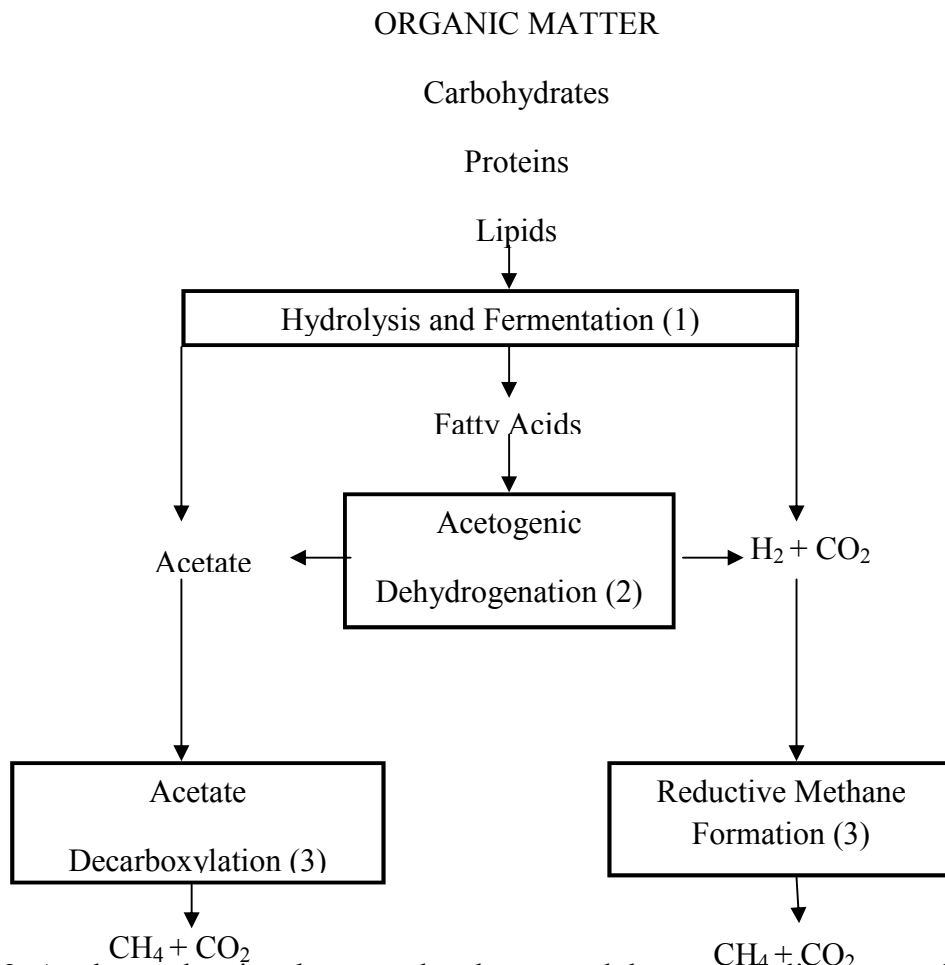 ORGANIC MATTER
Carbohydrates
Proteins
Lipids
Hydrolysis and Fermentation (1)
Fatty Acids
Acetogenic
Dehydrogenation (2)
Acetate
H₂ + CO₂
Acetate
Decarboxylation (3)
Reductive Methane
Formation (3)
CH₄ + CO₂
CH₄ + CO₂